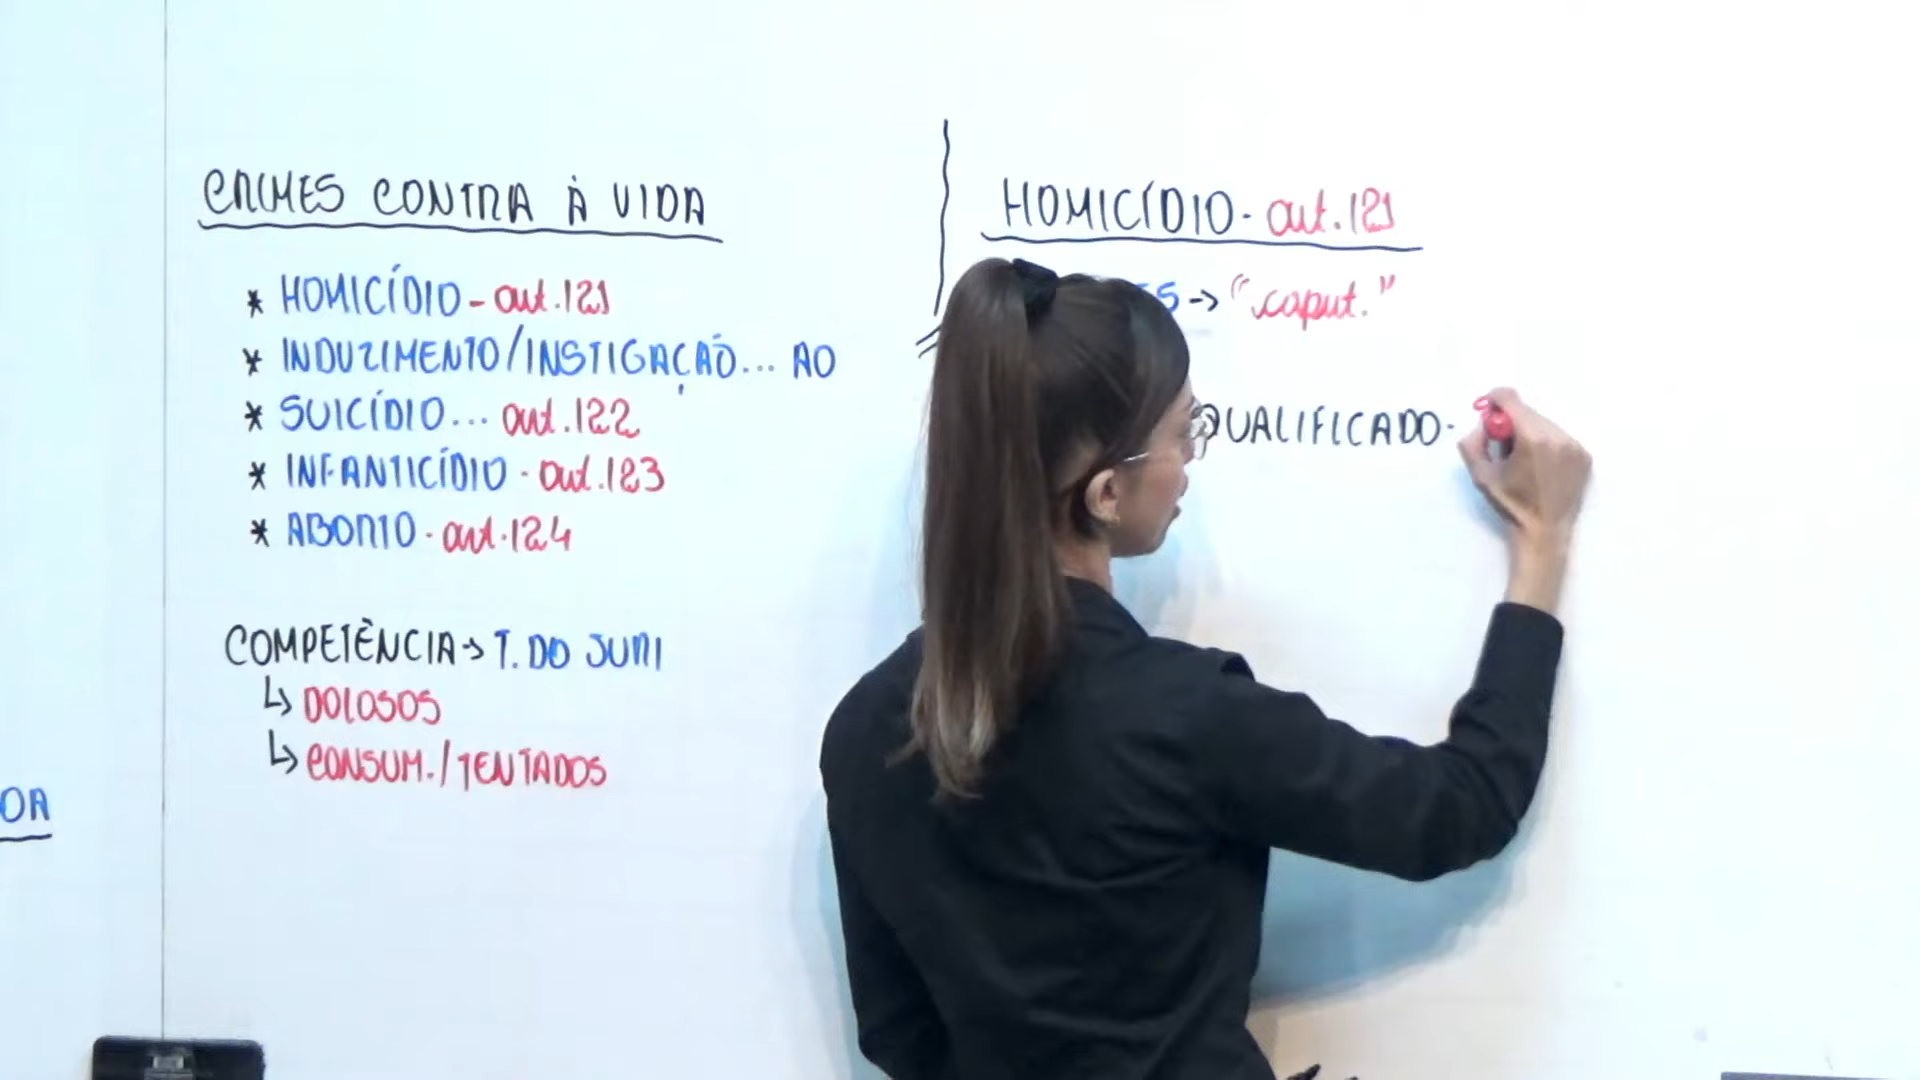 CRIMES CONTRA À VIDA
* HOMICÍDIO - art. 121
* INDUZIMENTO/INSTIGAÇÃO... AO
* SUICÍDIO... art. 122
* INFANTICÍDIO - art. 123
* ABORTO - art. 124
COMPETÊNCIA → T. DO JURI
↳ DOLOSOS
↳ CONSUM./TENTADOS
HOMICÍDIO - art. 121
→ "caput."
QUALIFICADO -